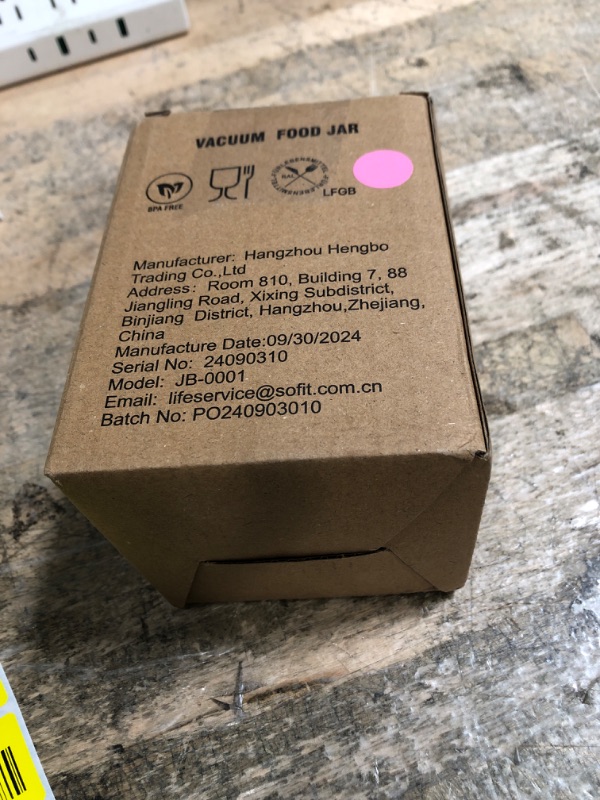 VACUUM FOOD JAR
BPA FREE
LFGB
Manufacturer: Hangzhou Hengbo
Trading Co.,Ltd
Address: Room 810, Building 7, 88
Jiangling Road, Xixing Subdistrict,
Binjiang District, Hangzhou,Zhejiang,
China
Manufacture Date:09/30/2024
Serial No: 24090310
Model: JB-0001
Email: lifeservice@sofit.com.cn
Batch No: PO240903010